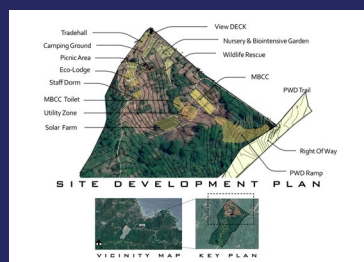 View DECK
Tradehall
Nursery & Biointensive Garden
Camping Ground
Picnic Area
Wildlife Rescue
Eco-Lodge
Staff Dorm
MBCC
PWD Trail
MBCC Toilet
Utility Zone
Solar Farm
Right Of Way
PWD Ramp
SITE DEVELOPMENT PLAN
VICINITY MAP
KEY PLAN